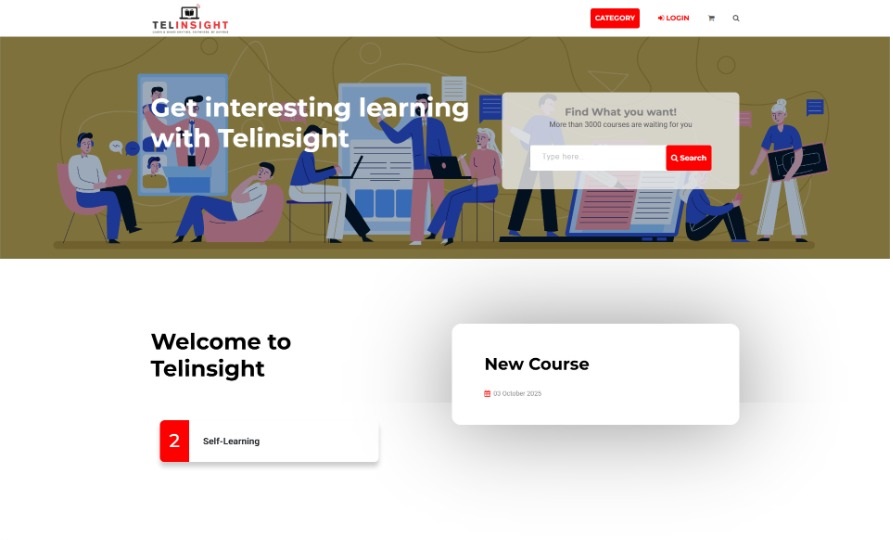 TELINSIGHT
CATEGORY
LOGIN
Get interesting learning
with Telinsight
Find What you want!
More than 3000 courses are waiting for you
Type here...
Search
Welcome to
Telinsight
New Course
03 October 2025
2
Self-Learning